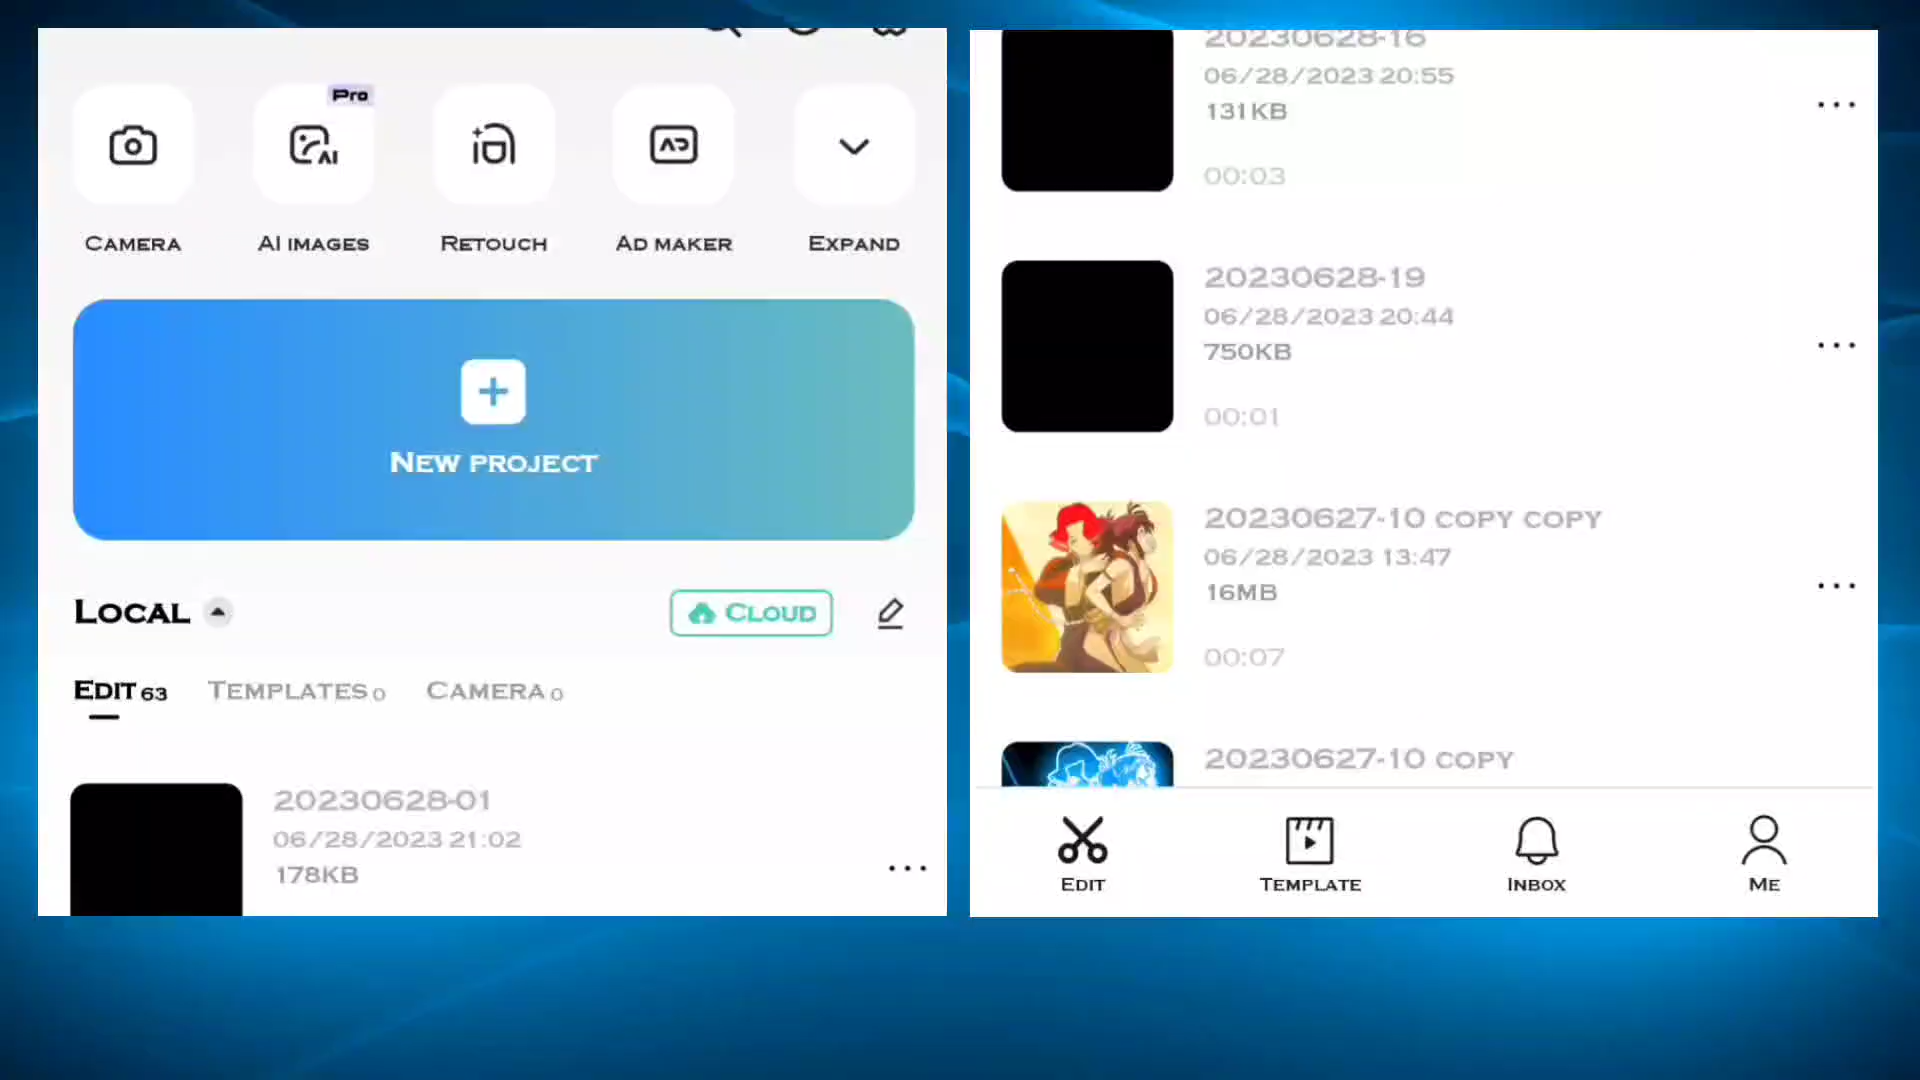 Pro
CAMERA
AI IMAGES
RETOUCH
AD MAKER
EXPAND
NEW PROJECT
LOCAL
CLOUD
EDIT 63
TEMPLATES 0
CAMERA 0
20230628-01
06/28/2023 21:02
178KB
20230628-16
06/28/2023 20:55
131KB
00:03
20230628-19
06/28/2023 20:44
750KB
00:01
20230627-10 COPY COPY
06/28/2023 13:47
16MB
00:07
20230627-10 COPY
EDIT
TEMPLATE
INBOX
ME